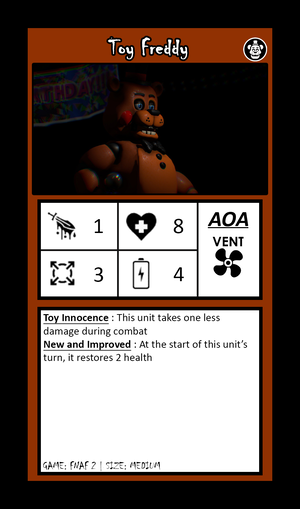 Toy Freddy
RTHDAY
1
8
AOA
VENT
3
4
Toy Innocence : This unit takes one less
damage during combat
New and Improved : At the start of this unit's
turn, it restores 2 health
GAME: FNAF 2 | SIZE: MEDIUM